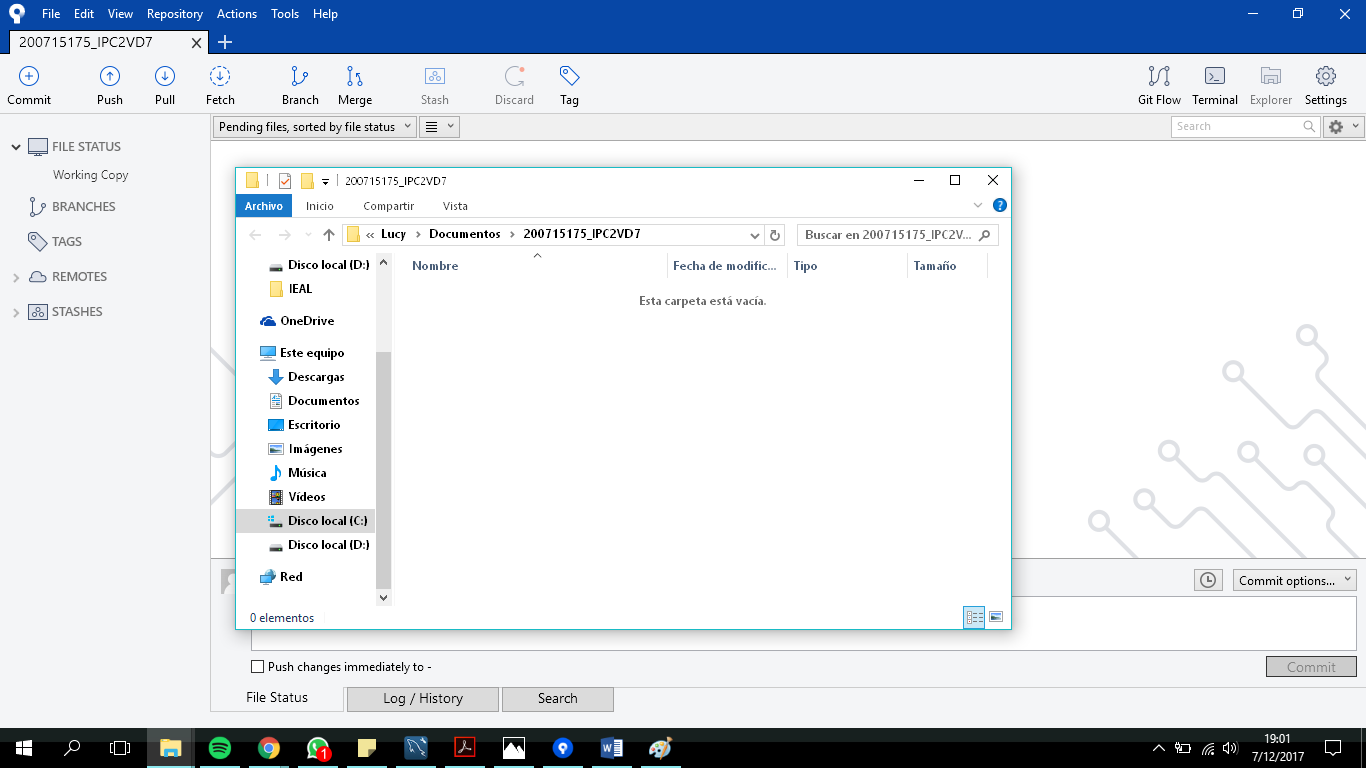 File Edit View Repository Actions Tools Help
200715175_IPC2VD7
Commit Push Pull Fetch Branch Merge Stash Discard Tag Git Flow Terminal Explorer Settings
Pending files, sorted by file status Search
FILE STATUS
Working Copy
BRANCHES
TAGS
REMOTES
STASHES
200715175_IPC2VD7
Archivo Inicio Compartir Vista ?
« Lucy Documentos 200715175_IPC2VD7 Buscar en 200715175_IPC2V...
Nombre Fecha de modific... Tipo Tamaño
Esta carpeta está vacía.
Disco local (D:)
IEAL
OneDrive
Este equipo
Descargas
Documentos
Escritorio
Imágenes
Música
Vídeos
Disco local (C:)
Disco local (D:)
Red
0 elementos
Commit options...
Push changes immediately to -
Commit
File Status Log / History Search
1
19:01
7/12/2017